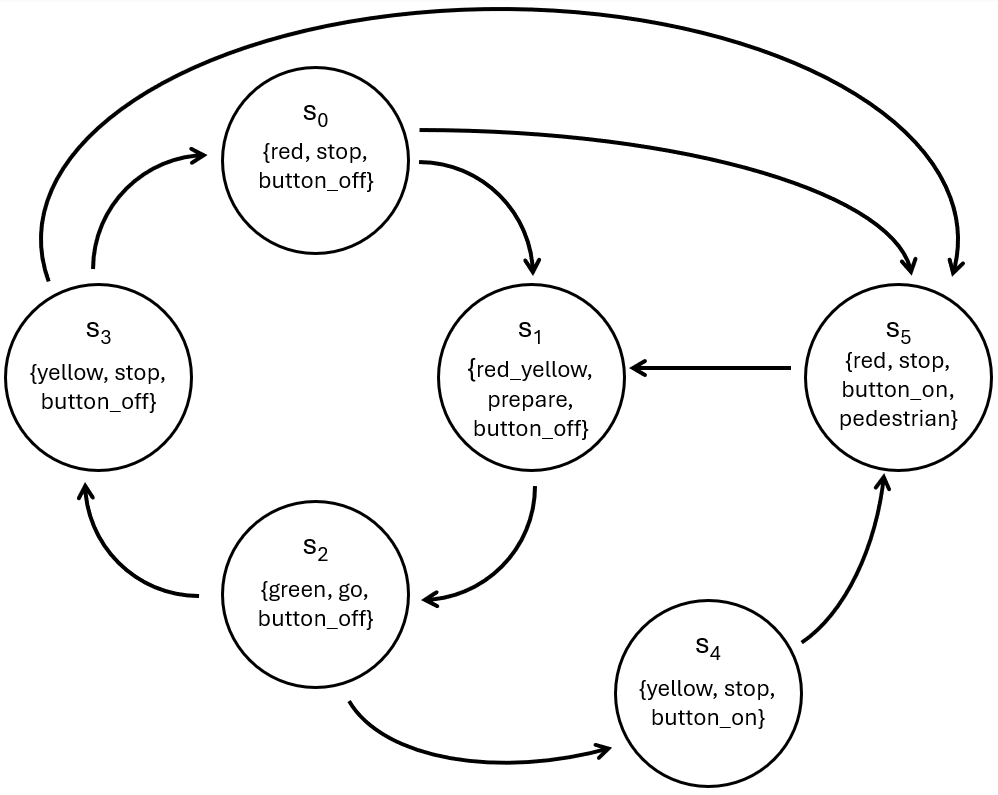 s0
{red, stop,
button_off}
s3
{yellow, stop,
button_off}
s1
{red_yellow,
prepare,
button_off}
s5
{red, stop,
button_on,
pedestrian}
s2
{green, go,
button_off}
s4
{yellow, stop,
button_on}